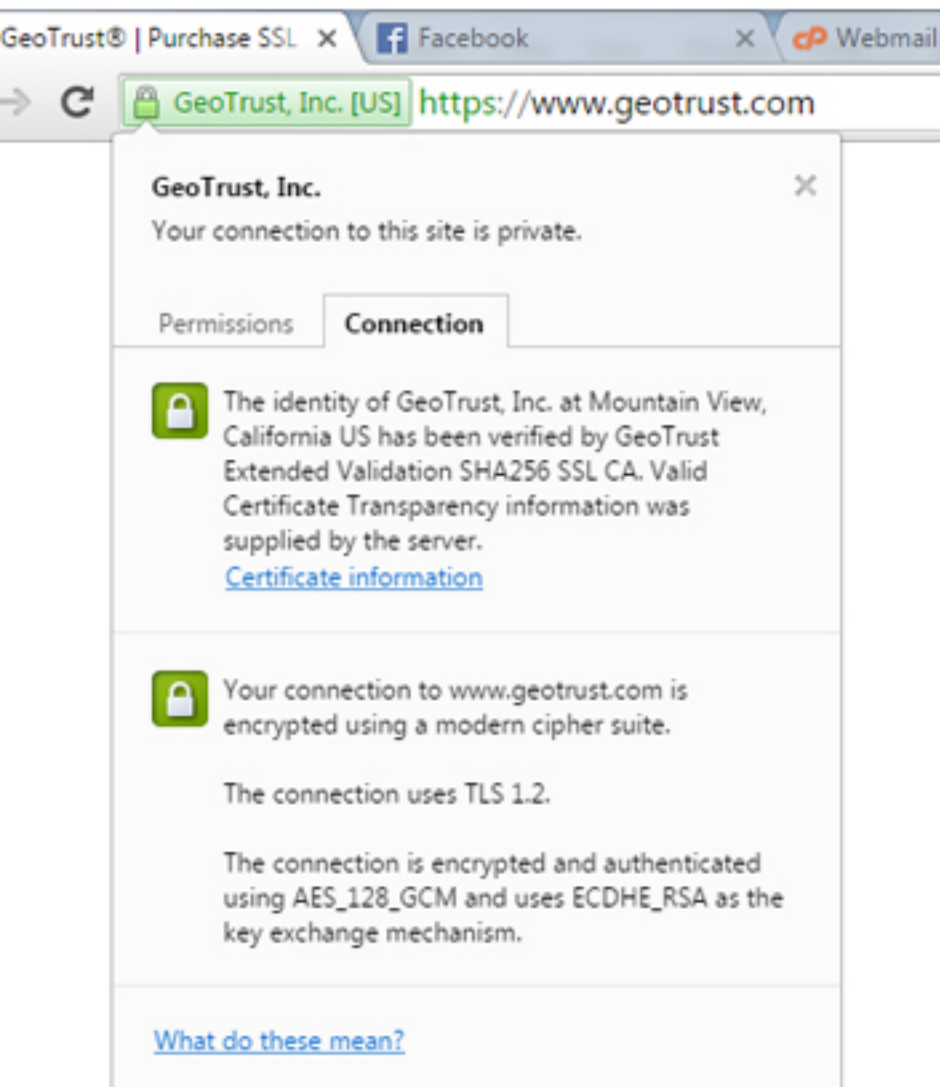 GeoTrust® | Purchase SSL
Facebook
cP Webmail
GeoTrust, Inc. [US] https://www.geotrust.com
GeoTrust, Inc.
Your connection to this site is private.
Permissions Connection
The identity of GeoTrust, Inc. at Mountain View,
California US has been verified by GeoTrust
Extended Validation SHA256 SSL CA. Valid
Certificate Transparency information was
supplied by the server.
Certificate information
Your connection to www.geotrust.com is
encrypted using a modern cipher suite.
The connection uses TLS 1.2.
The connection is encrypted and authenticated
using AES_128_GCM and uses ECDHE_RSA as the
key exchange mechanism.
What do these mean?